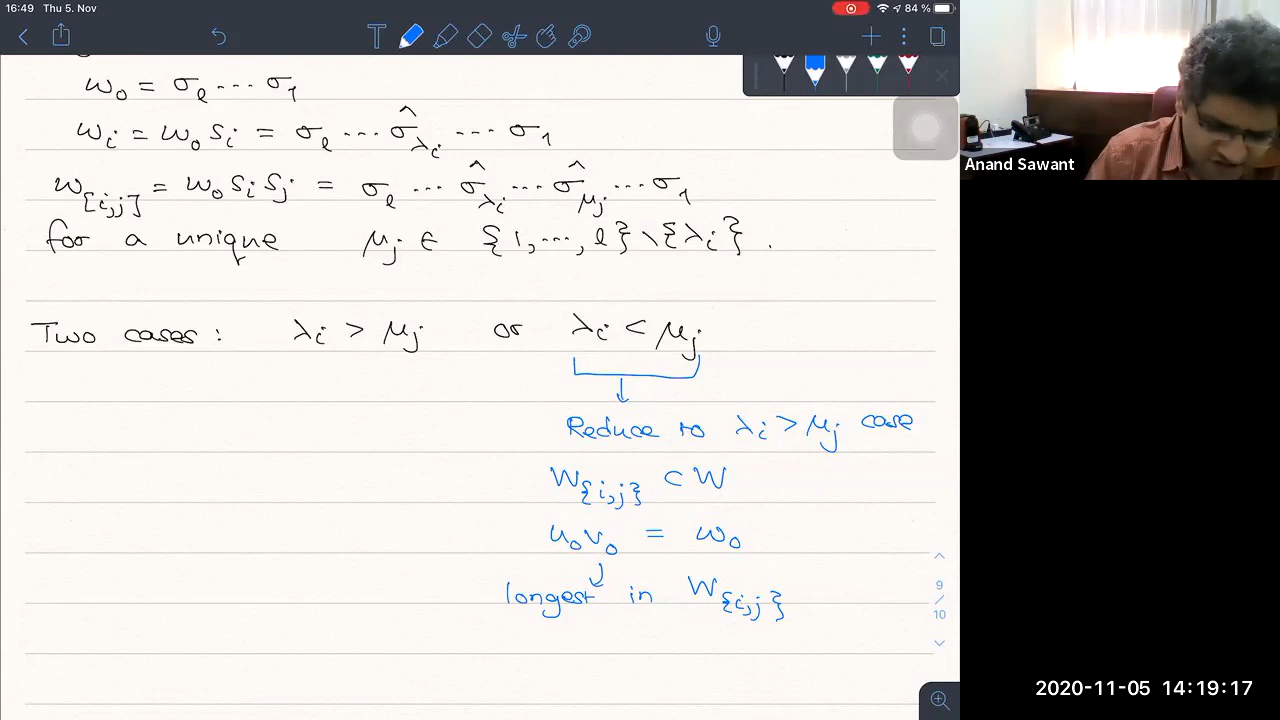 16:49 Thu 5. Nov
84 %
w₀ = σ_ℓ ⋯ σ₁
w_i = w₀ s_i = σ_ℓ ⋯ σ̂_{λ_i} ⋯ σ₁
w_{[i,j]} = w₀ s_i s_j = σ_ℓ ⋯ σ̂_{λ_i} ⋯ σ̂_{μ_j} ⋯ σ₁
for a unique μ_j ∈ {1, ⋯, ℓ} \ {λ_i} .
Two cases : λ_i > μ_j or λ_i < μ_j
Reduce to λ_i > μ_j case
W_{{i,j}} ⊂ W
u₀v₀ = w₀
longest in W_{{i,j}}
9
/
10
Anand Sawant
2020-11-05 14:19:17